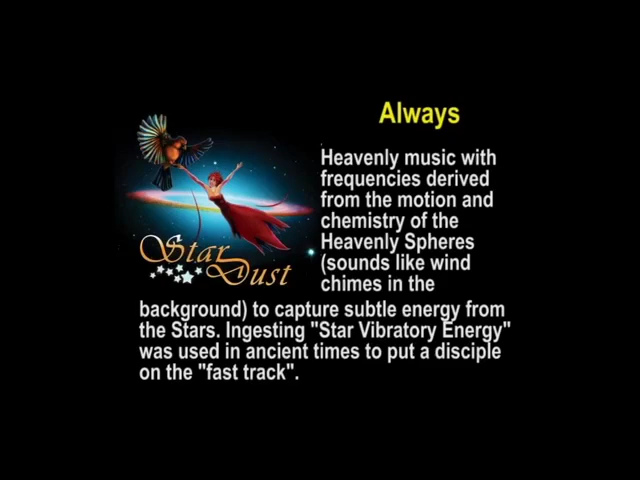 Always
Heavenly music with
frequencies derived
from the motion and
chemistry of the
Heavenly Spheres
(sounds like wind
chimes in the
Star
Dust
background) to capture subtle energy from
the Stars. Ingesting "Star Vibratory Energy"
was used in ancient times to put a disciple
on the "fast track".